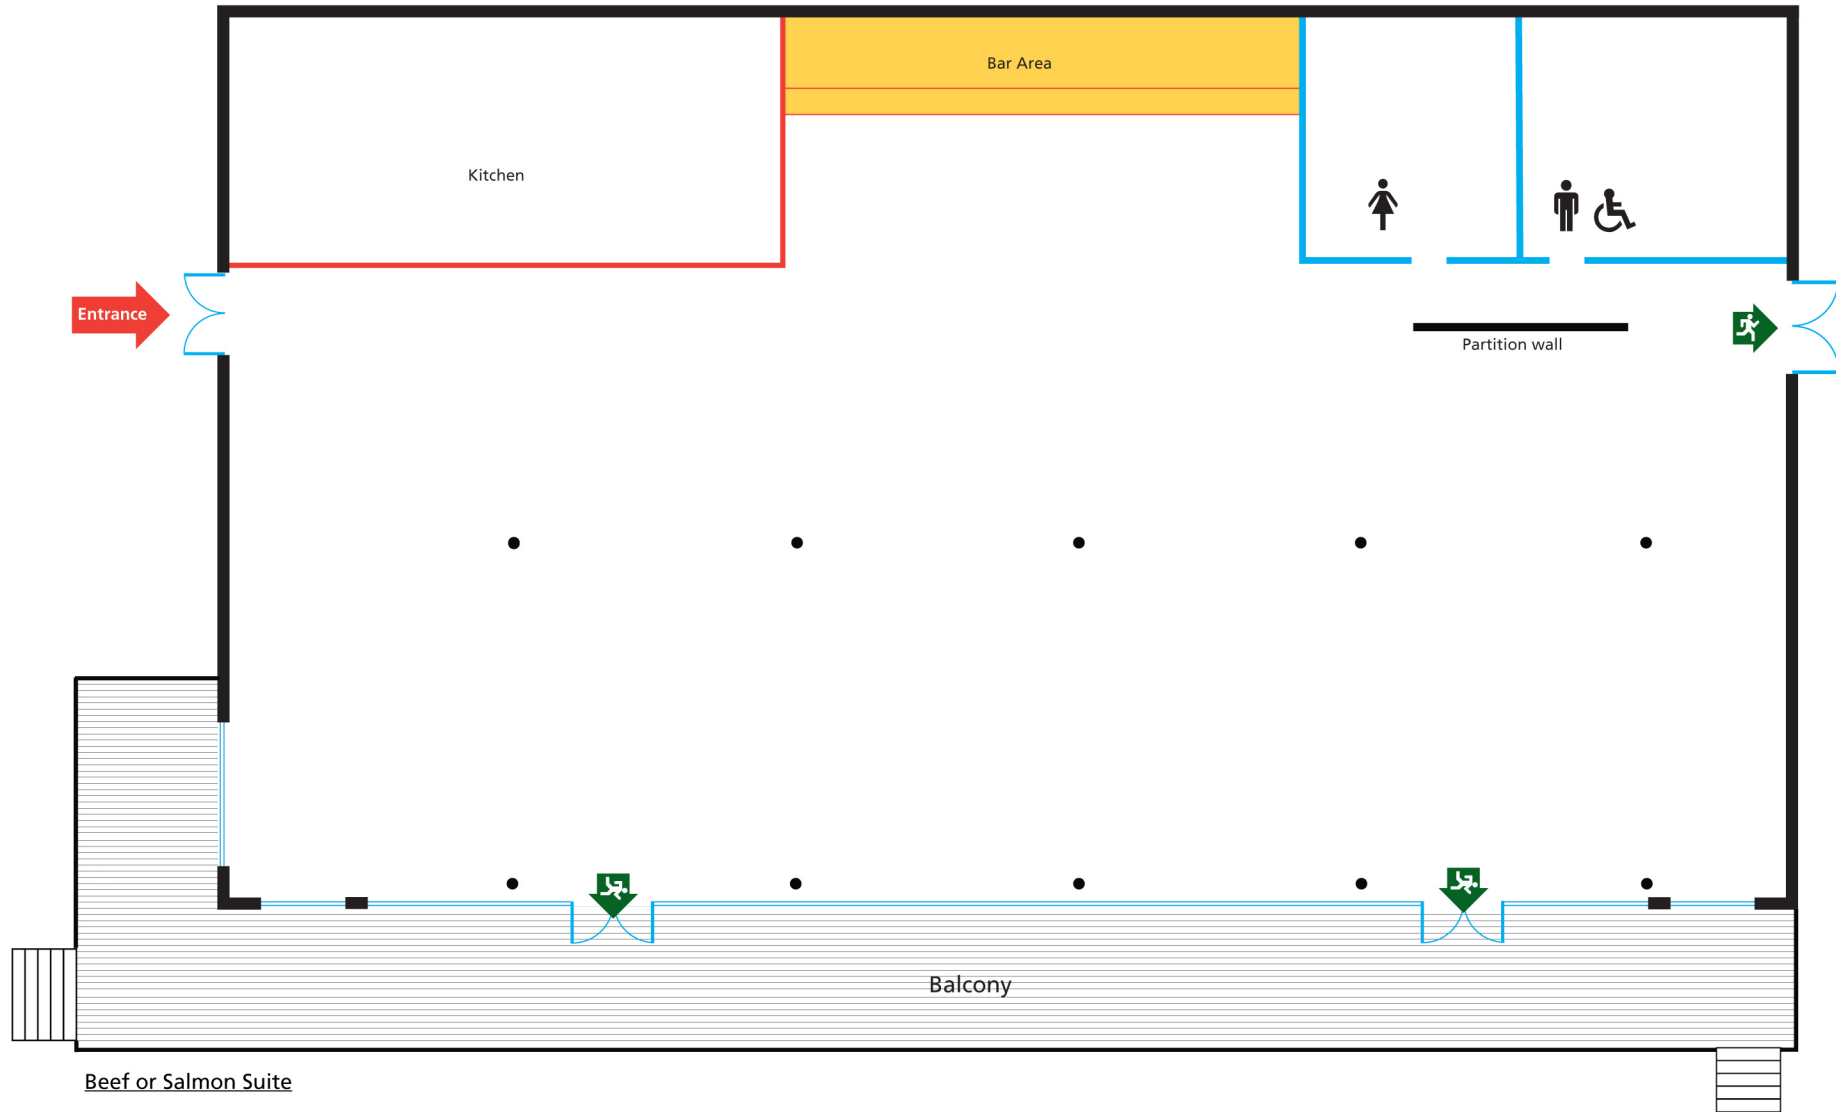 Bar Area
Kitchen
Entrance
Partition wall
Balcony
Beef or Salmon Suite